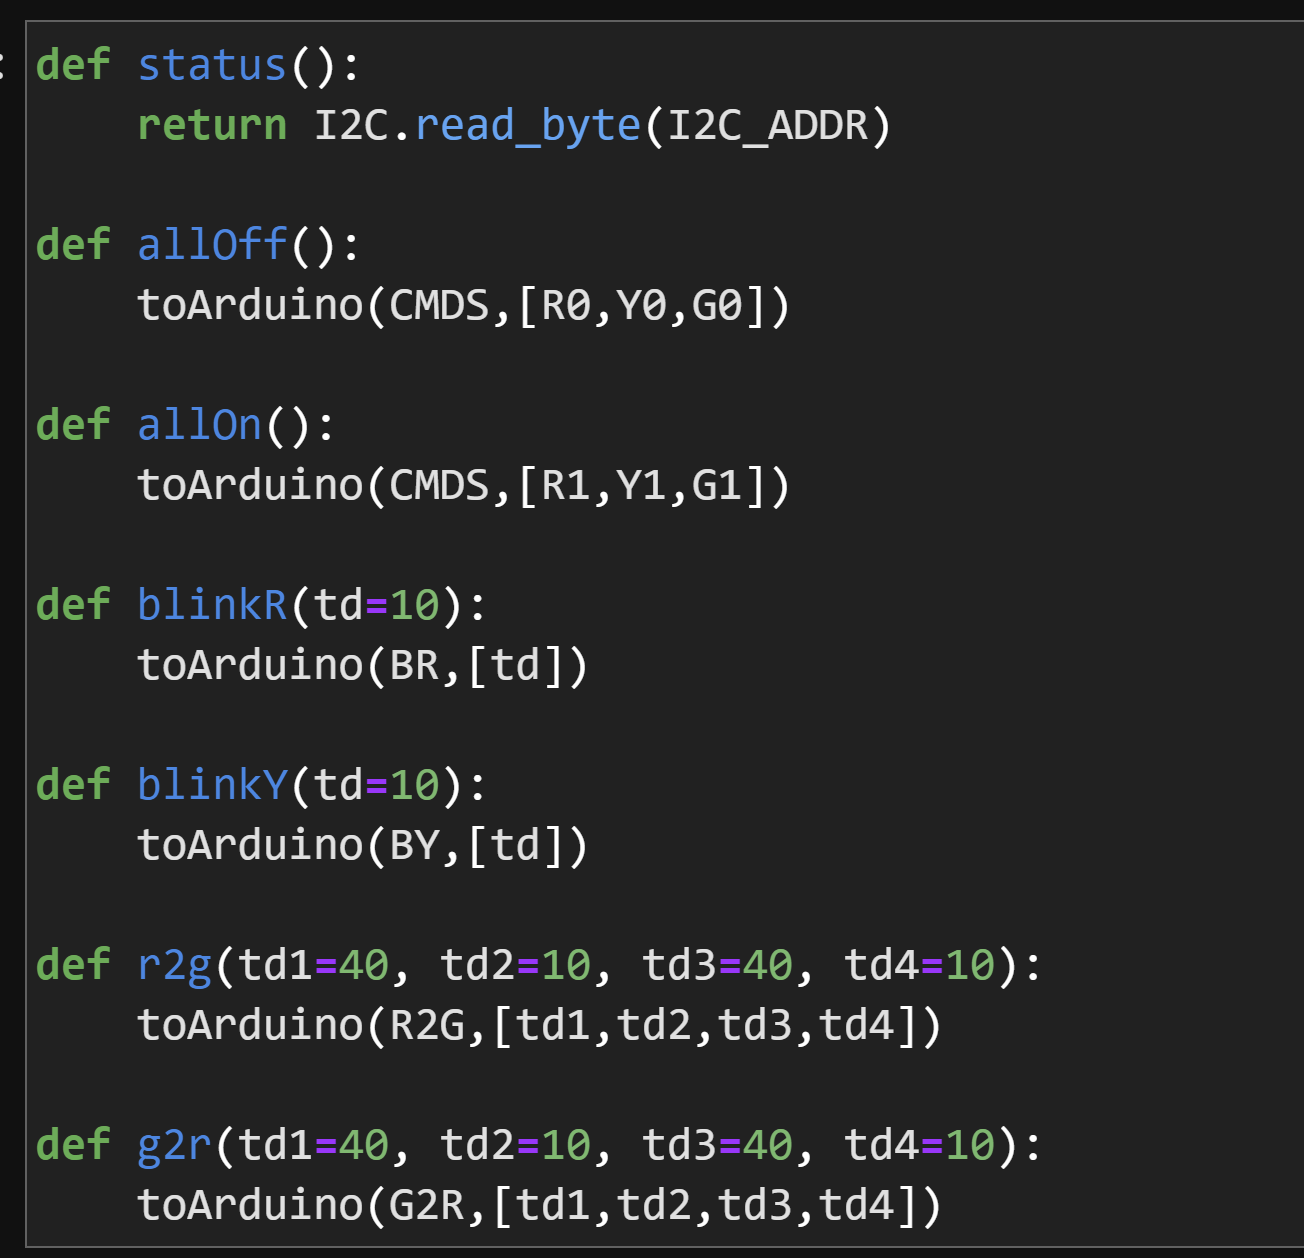 def status():
    return I2C.read_byte(I2C_ADDR)

def allOff():
    toArduino(CMDS,[R0,Y0,G0])

def allOn():
    toArduino(CMDS,[R1,Y1,G1])

def blinkR(td=10):
    toArduino(BR,[td])

def blinkY(td=10):
    toArduino(BY,[td])

def r2g(td1=40, td2=10, td3=40, td4=10):
    toArduino(R2G,[td1,td2,td3,td4])

def g2r(td1=40, td2=10, td3=40, td4=10):
    toArduino(G2R,[td1,td2,td3,td4])